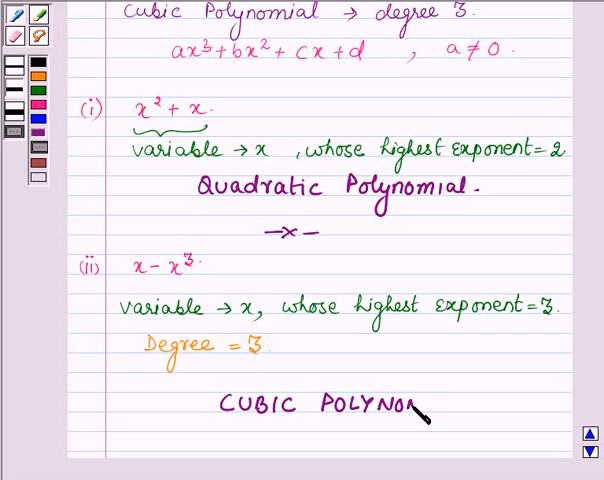 Cubic Polynomial → degree 3.
ax³+bx²+cx+d , a≠0.
(i) x²+x.
variable → x , whose highest exponent=2
Quadratic Polynomial.
—x—
(ii) x-x³.
variable → x, whose highest exponent=3.
Degree = 3.
CUBIC POLYNOM